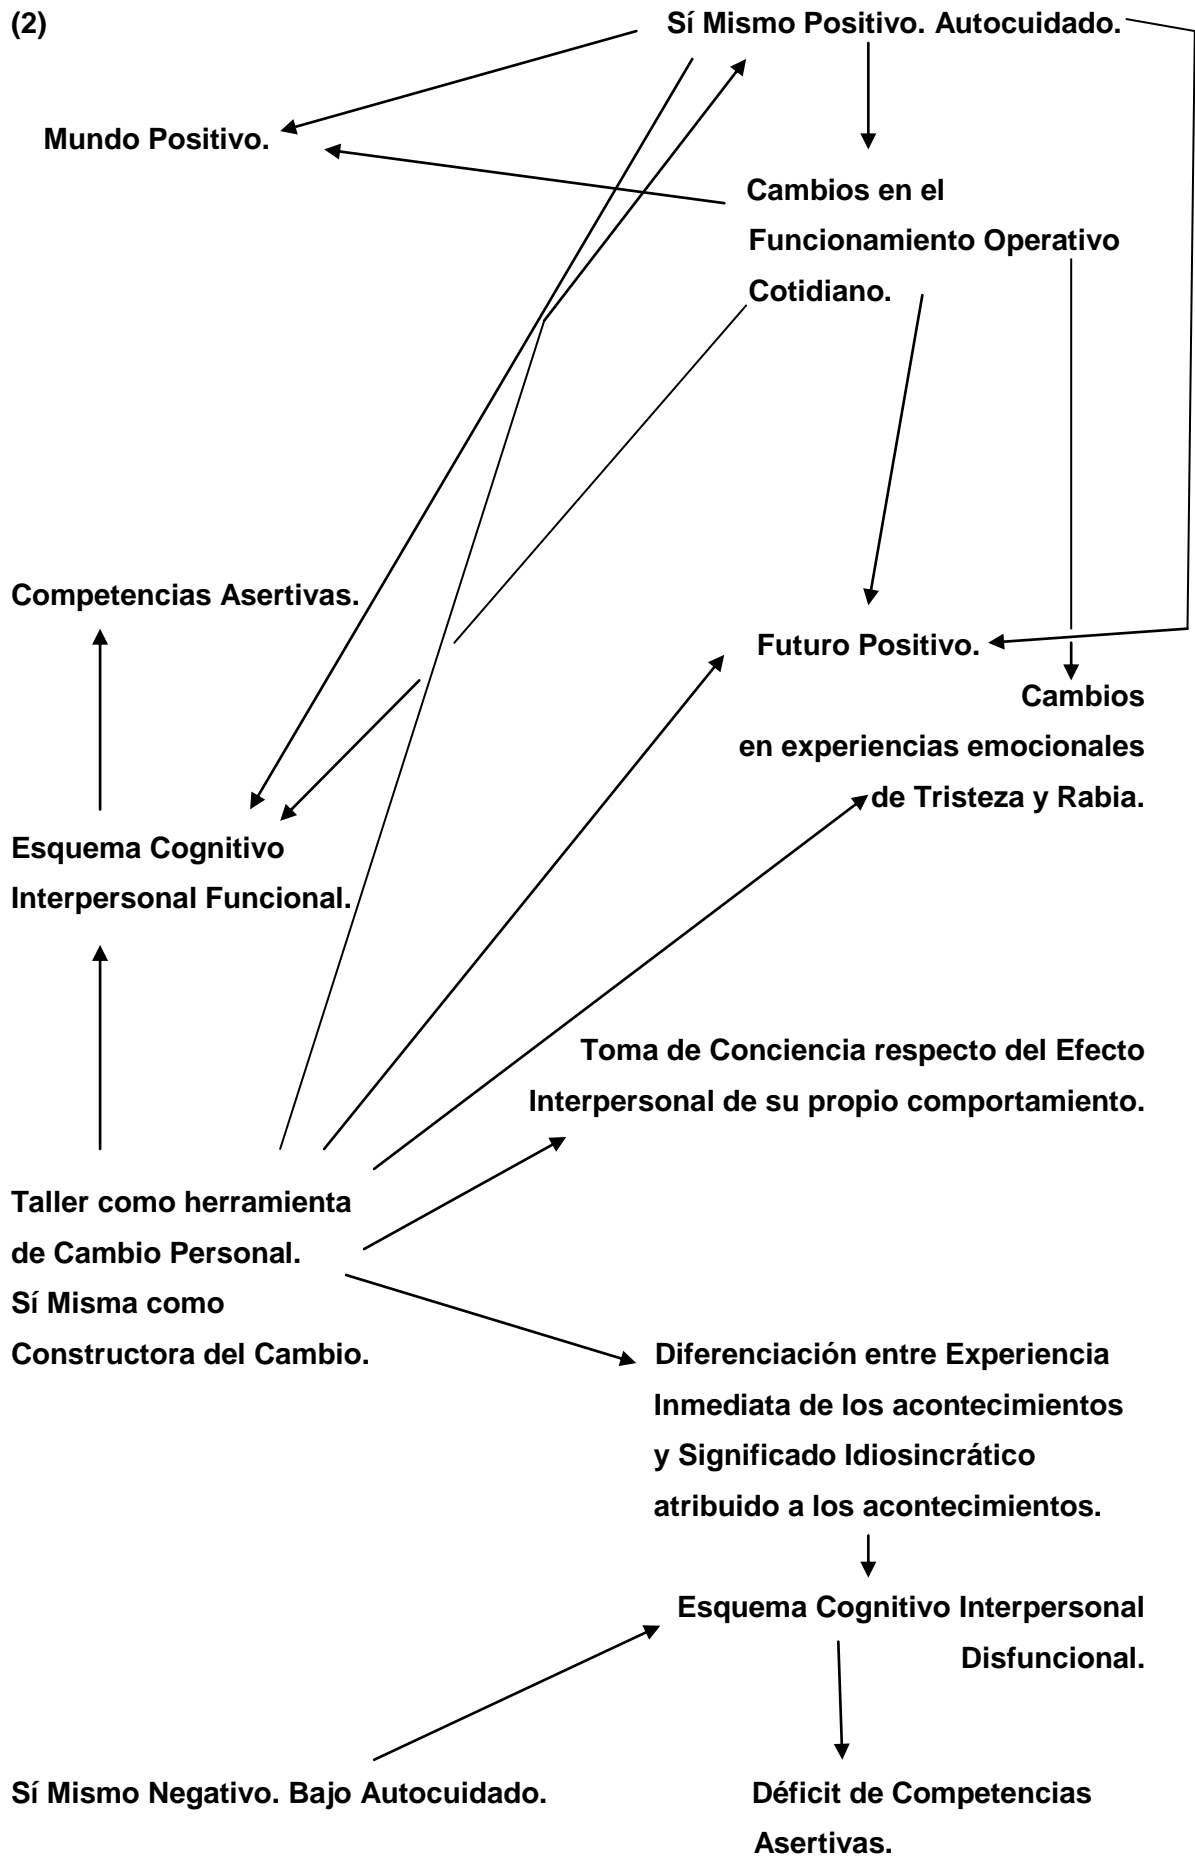 (2)
Sí Mismo Positivo. Autocuidado.
Mundo Positivo.
Cambios en el
Funcionamiento Operativo
Cotidiano.
Competencias Asertivas.
Futuro Positivo.
Cambios
en experiencias emocionales
de Tristeza y Rabia.
Esquema Cognitivo
Interpersonal Funcional.
Toma de Conciencia respecto del Efecto
Interpersonal de su propio comportamiento.
Taller como herramienta
de Cambio Personal.
Sí Misma como
Constructora del Cambio.
Diferenciación entre Experiencia
Inmediata de los acontecimientos
y Significado Idiosincrático
atribuido a los acontecimientos.
Esquema Cognitivo Interpersonal
Disfuncional.
Sí Mismo Negativo. Bajo Autocuidado.
Déficit de Competencias
Asertivas.